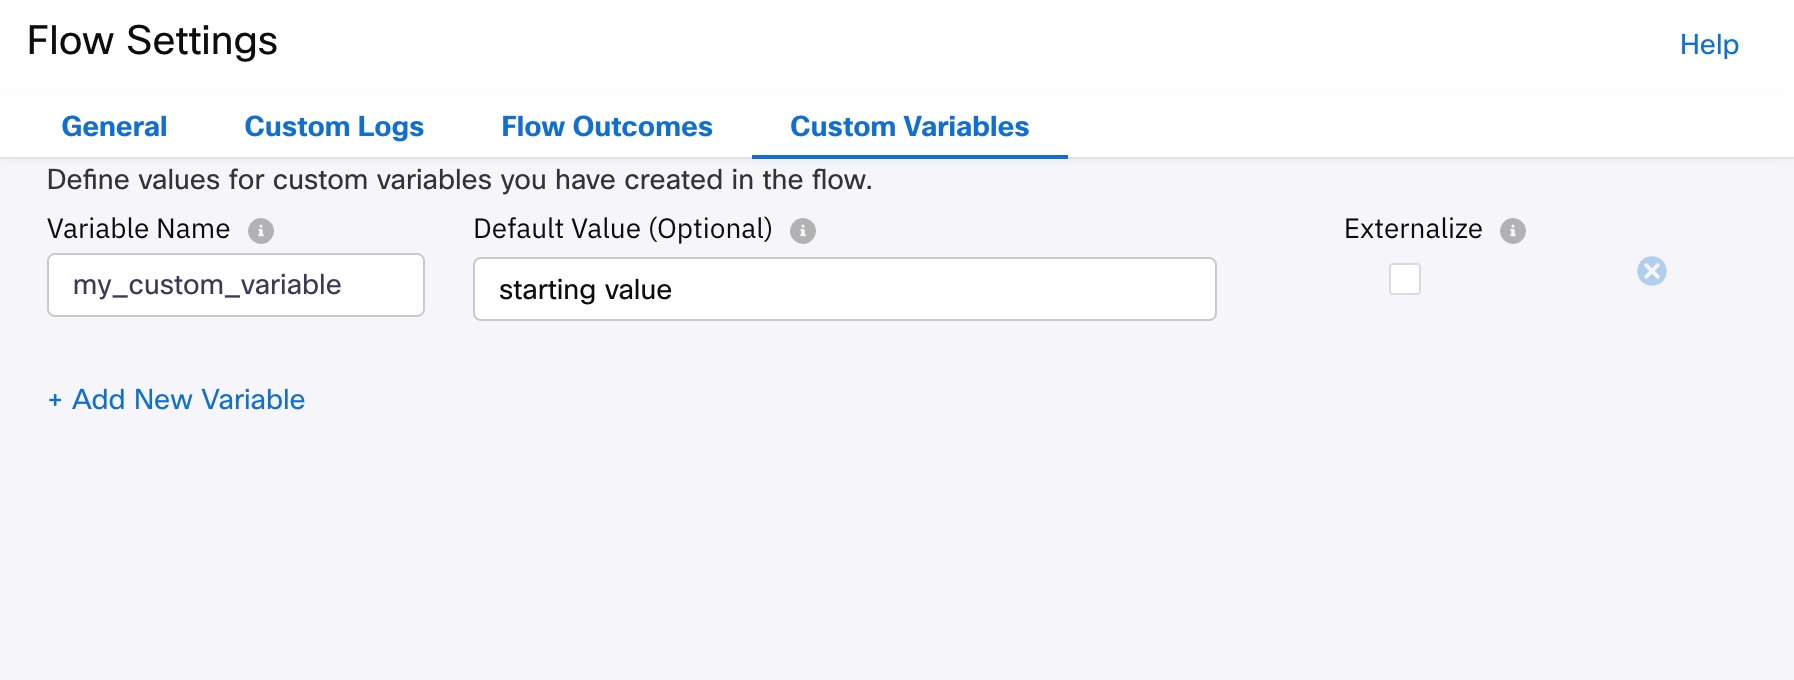 Flow Settings
Help
General Custom Logs Flow Outcomes Custom Variables
Define values for custom variables you have created in the flow.
Variable Name Default Value (Optional) Externalize
my_custom_variable starting value
+ Add New Variable